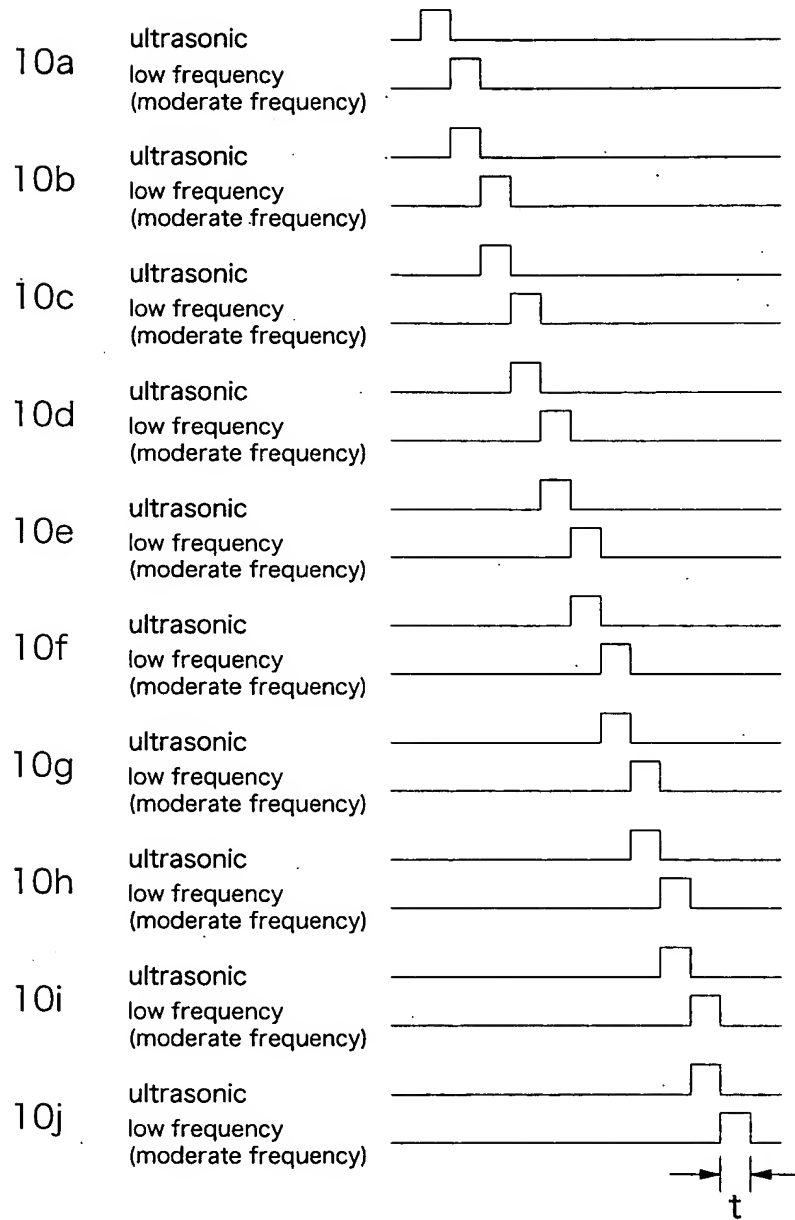 10a
ultrasonic
low frequency
(moderate frequency)
10b
ultrasonic
low frequency
(moderate frequency)
10c
ultrasonic
low frequency
(moderate frequency)
10d
ultrasonic
low frequency
(moderate frequency)
10e
ultrasonic
low frequency
(moderate frequency)
10f
ultrasonic
low frequency
(moderate frequency)
10g
ultrasonic
low frequency
(moderate frequency)
10h
ultrasonic
low frequency
(moderate frequency)
10i
ultrasonic
low frequency
(moderate frequency)
10j
ultrasonic
low frequency
(moderate frequency)
t